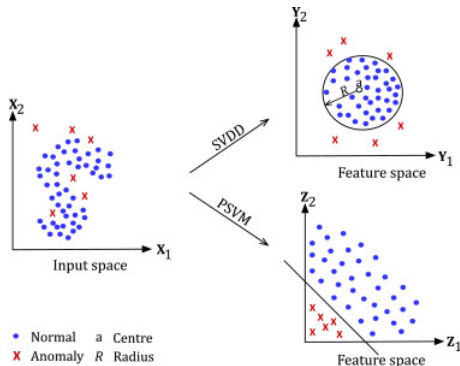 Y2
R a
Y1
Feature space
SVDD
X2
X1
Input space
PSVM
Z2
Z1
Feature space
Normal a Centre
x Anomaly R Radius